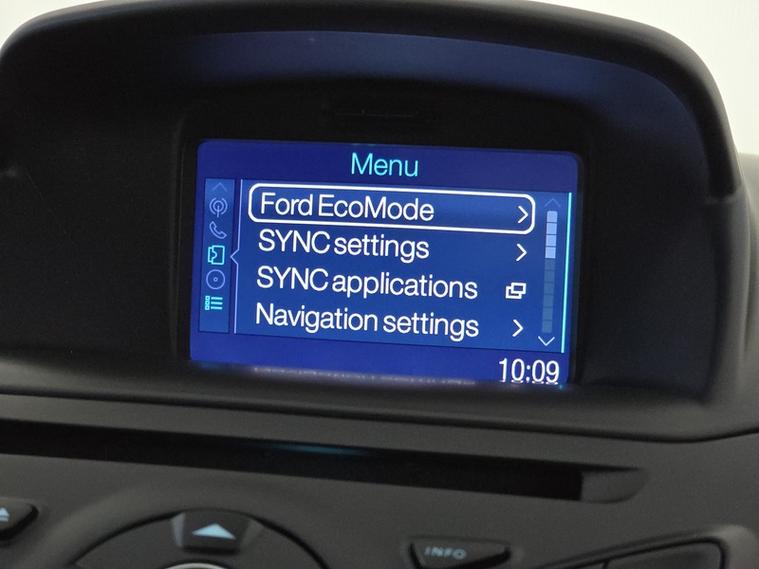 Menu
Ford EcoMode
SYNC settings
SYNC applications
Navigation settings
10:09
INFO